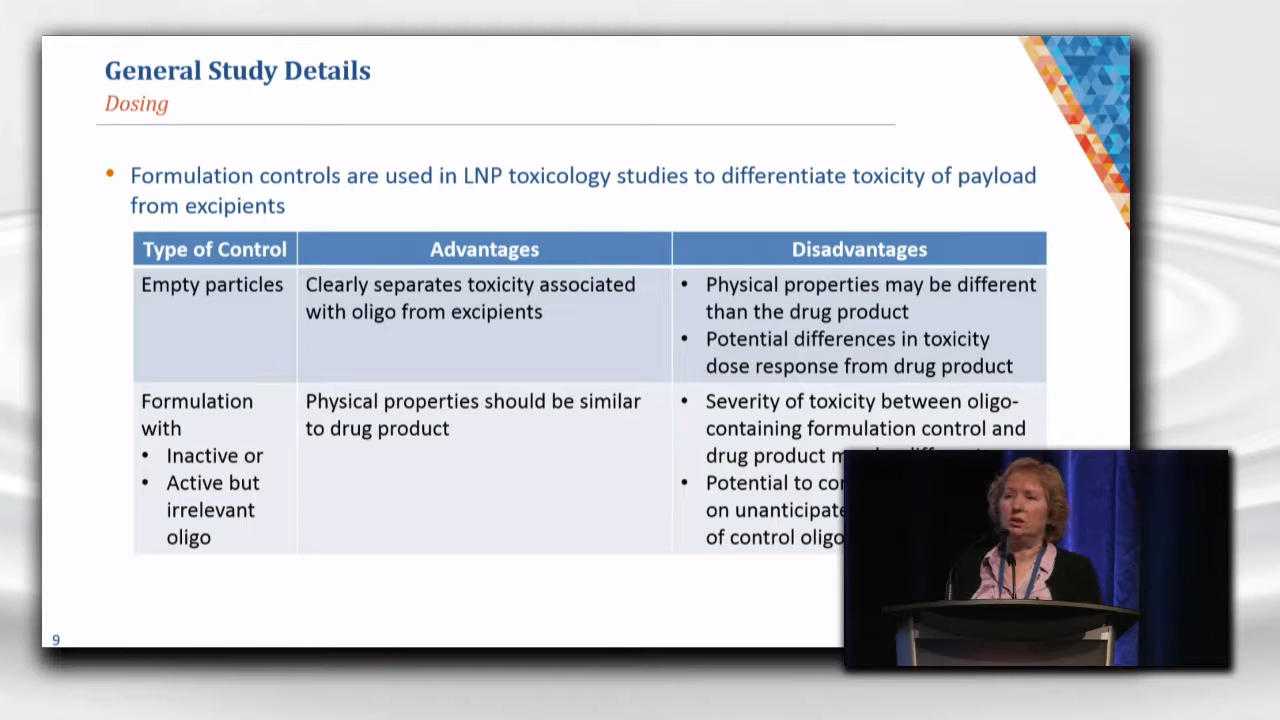 General Study Details
Dosing
• Formulation controls are used in LNP toxicology studies to differentiate toxicity of payload
from excipients
Type of Control
Advantages
Disadvantages
Empty particles
Clearly separates toxicity associated
with oligo from excipients
• Physical properties may be different
than the drug product
• Potential differences in toxicity
dose response from drug product
Formulation
with
• Inactive or
• Active but
irrelevant
oligo
Physical properties should be similar
to drug product
• Severity of toxicity between oligo-
containing formulation control and
drug product
• Potential to
on
of control oligo
9